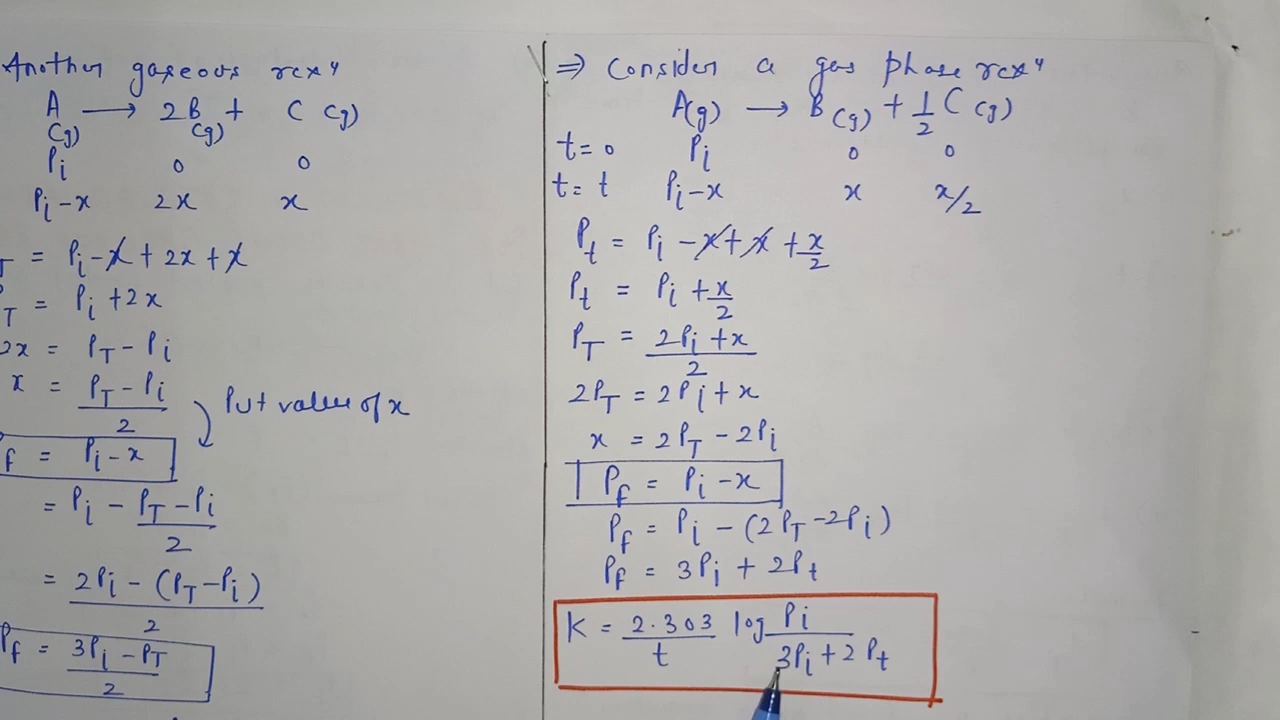 Another gaseous rcxⁿ
A (g) ⟶ 2B (g) + C (g)
Pi 0 0
Pi-x 2x x
= Pi - x + 2x + x
T = Pi + 2x
2x = PT - Pi
x = PT - Pi / 2
Put value of x
f = Pi - x
= Pi - PT - Pi / 2
= 2Pi - (PT - Pi) / 2
Pf = 3Pi - PT / 2
⇒ Consider a gas phase rcxⁿ
A(g) ⟶ B(g) + 1/2 C (g)
t = 0 Pi 0 0
t = t Pi-x x x/2
Pt = Pi - x + x + x/2
Pt = Pi + x/2
PT = 2Pi + x / 2
2PT = 2Pi + x
x = 2PT - 2Pi
Pf = Pi - x
Pf = Pi - (2PT - 2Pi)
Pf = 3Pi + 2Pt
K = 2.303 / t log Pi / 3Pi + 2Pt